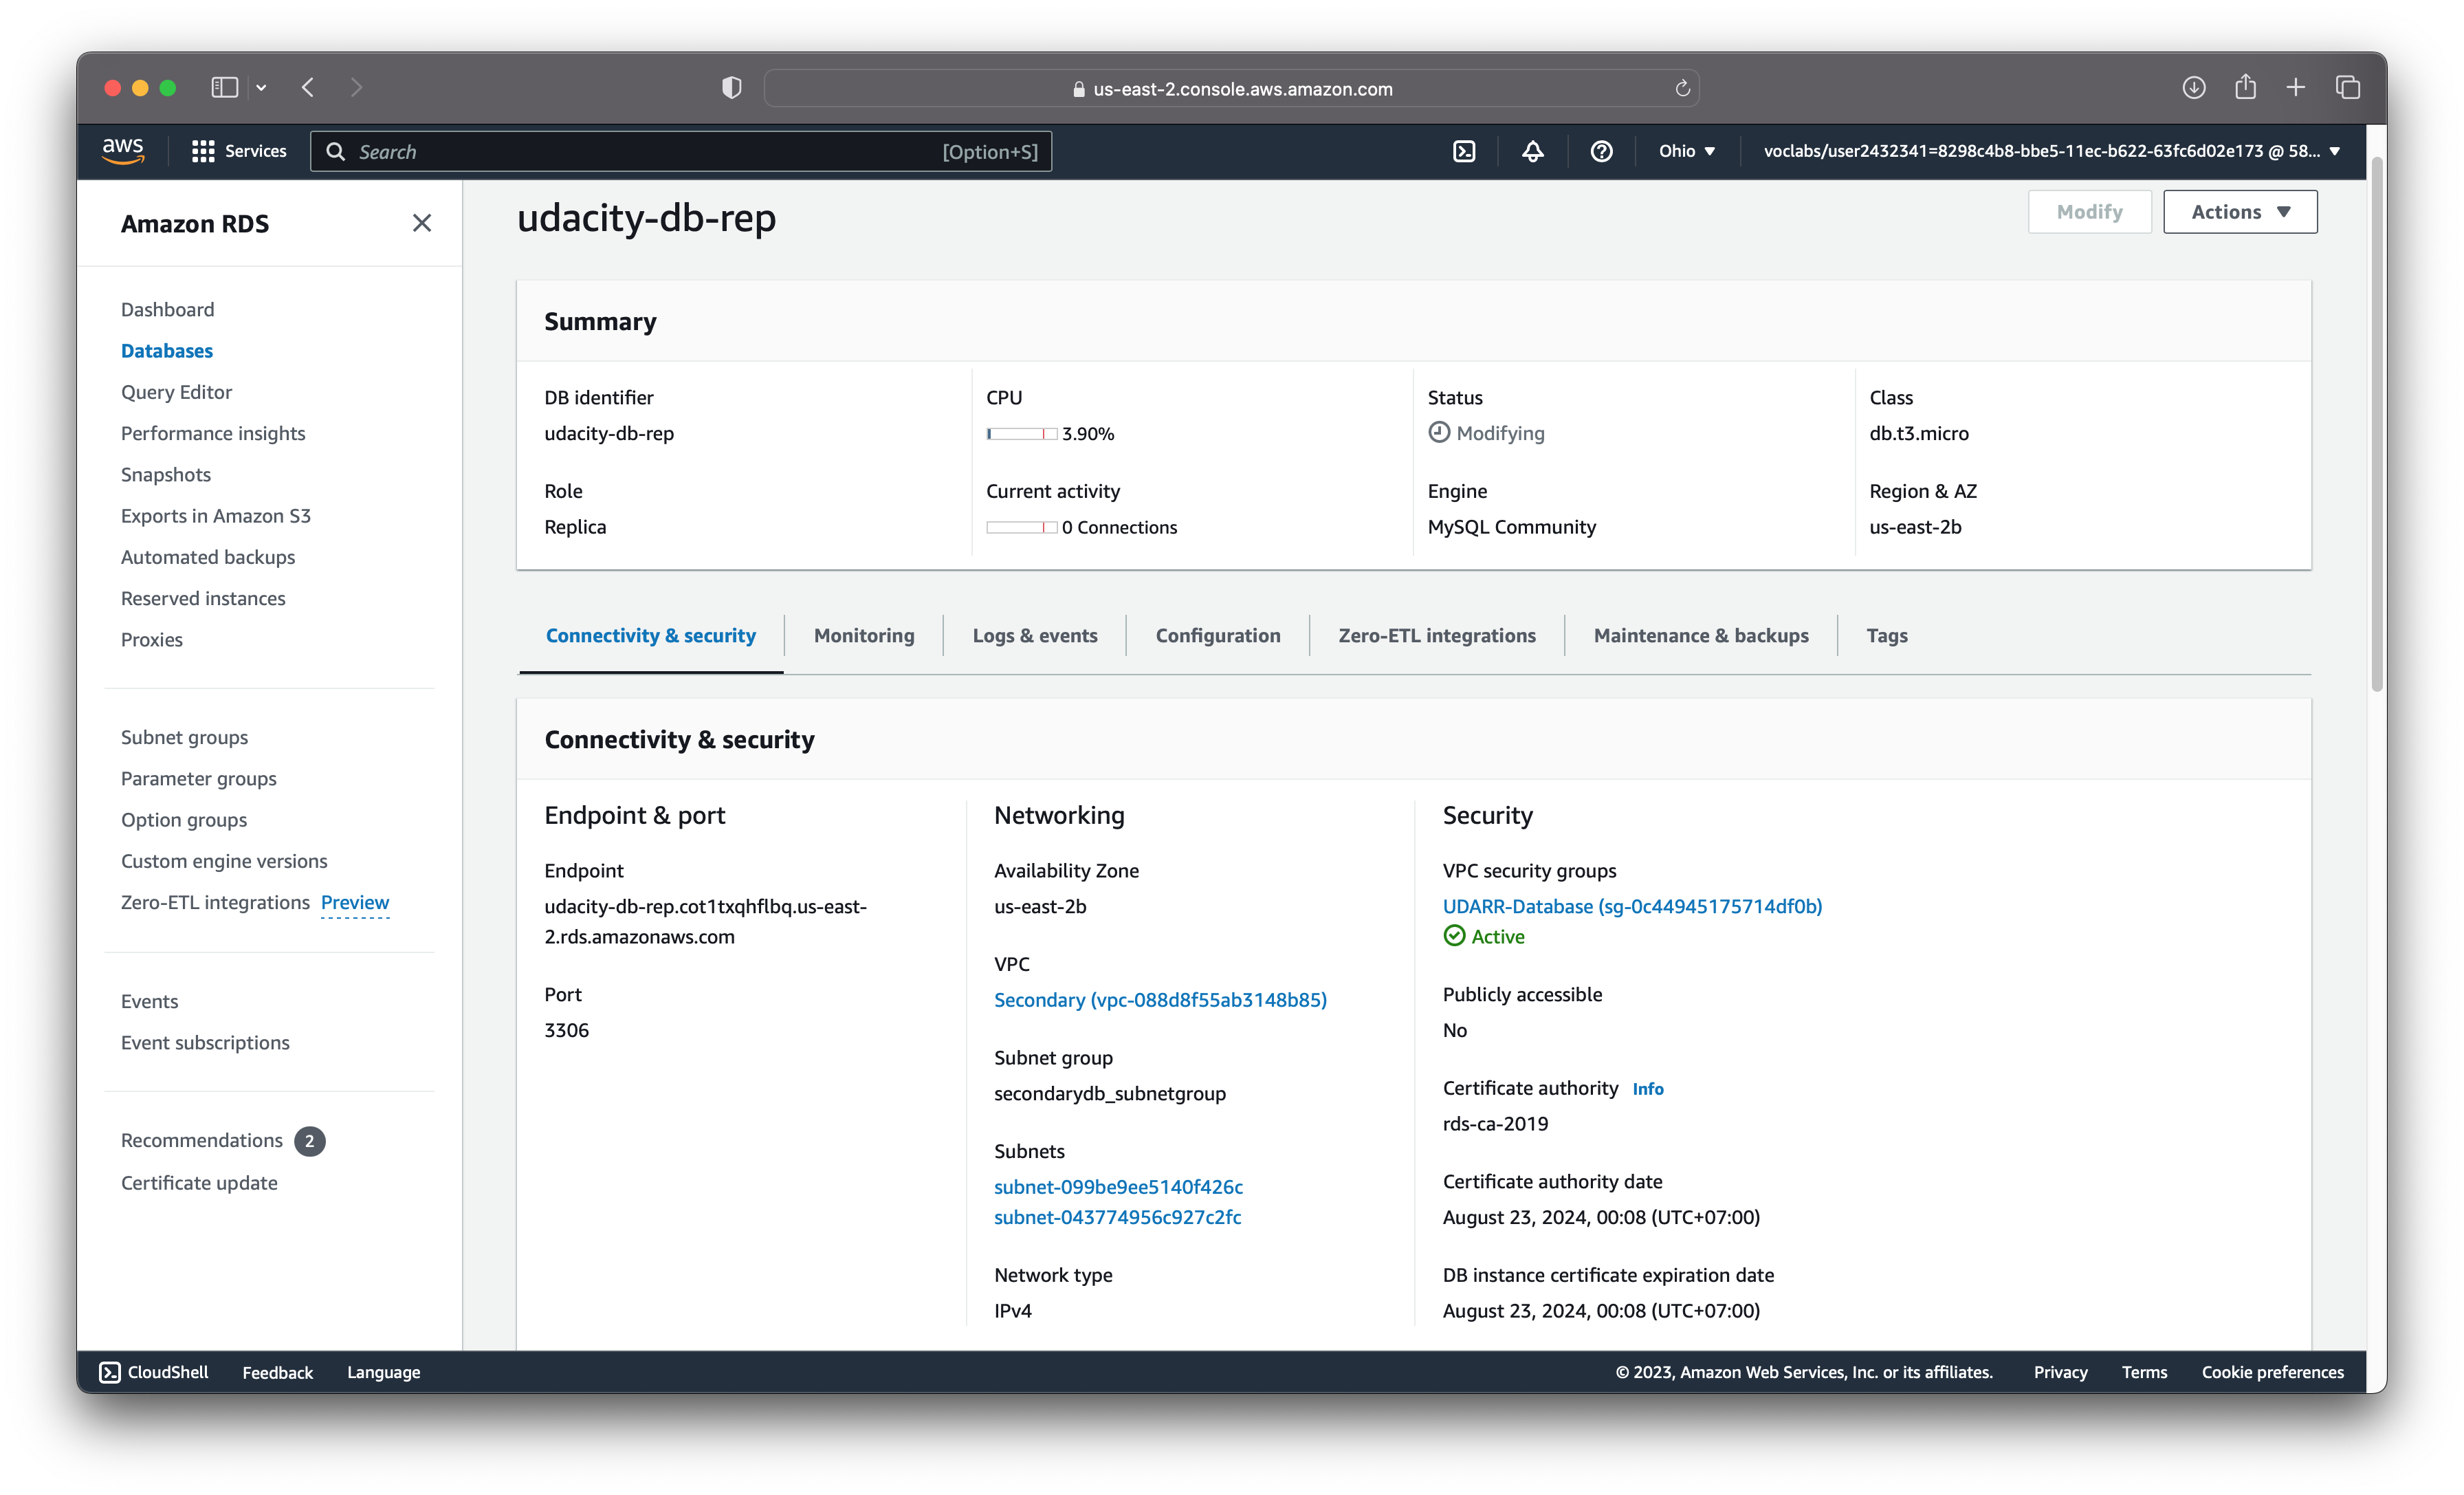 us-east-2.console.aws.amazon.com
aws
Services
Search
[Option+S]
Ohio
voclabs/user2432341=8298c4b8-bbe5-11ec-b622-63fc6d02e173 @ 58...
Amazon RDS
Dashboard
Databases
Query Editor
Performance insights
Snapshots
Exports in Amazon S3
Automated backups
Reserved instances
Proxies
Subnet groups
Parameter groups
Option groups
Custom engine versions
Zero-ETL integrations Preview
Events
Event subscriptions
Recommendations 2
Certificate update
udacity-db-rep
Modify
Actions
Summary
DB identifier
udacity-db-rep
CPU
3.90%
Status
Modifying
Class
db.t3.micro
Role
Replica
Current activity
0 Connections
Engine
MySQL Community
Region & AZ
us-east-2b
Connectivity & security
Monitoring
Logs & events
Configuration
Zero-ETL integrations
Maintenance & backups
Tags
Connectivity & security
Endpoint & port
Endpoint
udacity-db-rep.cot1txqhflbq.us-east-
2.rds.amazonaws.com
Port
3306
Networking
Availability Zone
us-east-2b
VPC
Secondary (vpc-088d8f55ab3148b85)
Subnet group
secondarydb_subnetgroup
Subnets
subnet-099be9ee5140f426c
subnet-043774956c927c2fc
Network type
IPv4
Security
VPC security groups
UDARR-Database (sg-0c44945175714df0b)
Active
Publicly accessible
No
Certificate authority Info
rds-ca-2019
Certificate authority date
August 23, 2024, 00:08 (UTC+07:00)
DB instance certificate expiration date
August 23, 2024, 00:08 (UTC+07:00)
CloudShell
Feedback
Language
© 2023, Amazon Web Services, Inc. or its affiliates.
Privacy
Terms
Cookie preferences